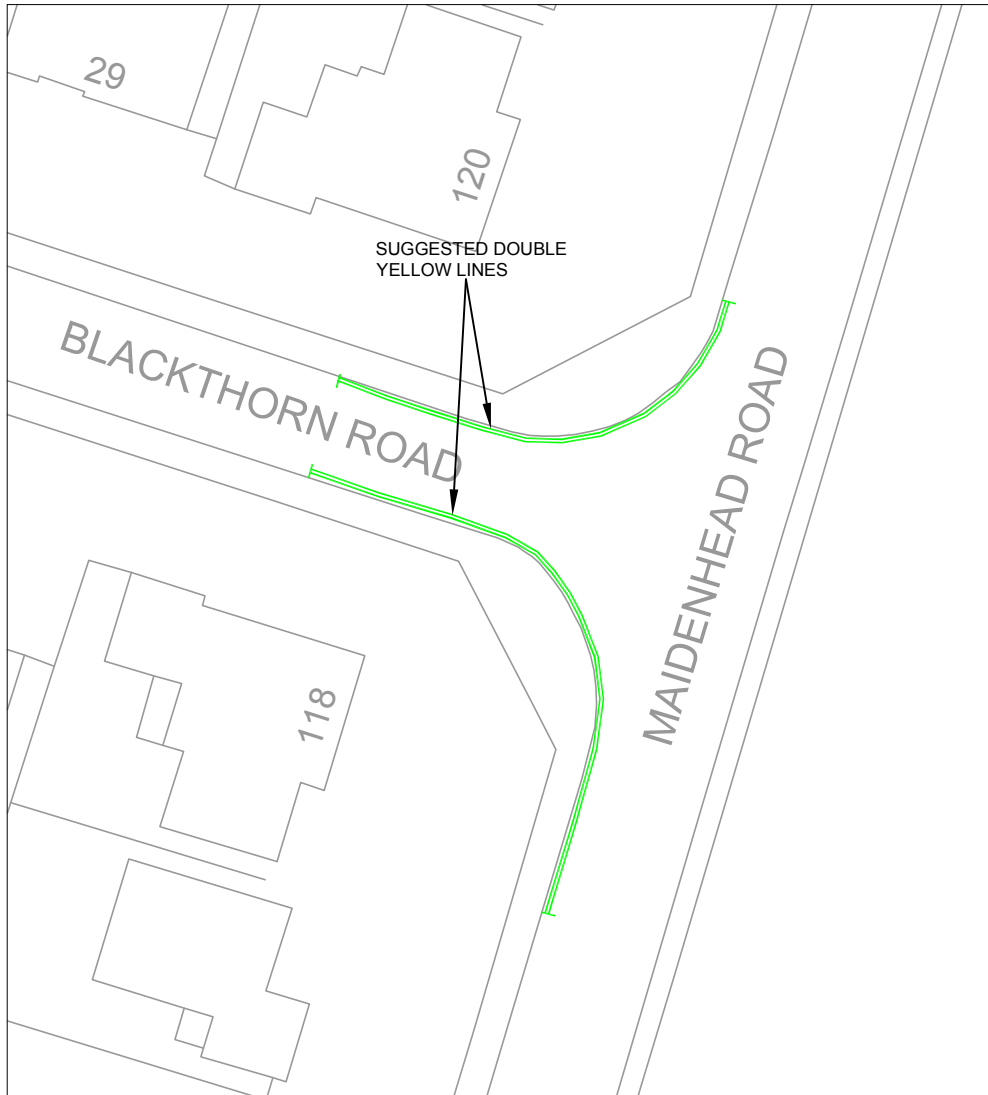 29
120
SUGGESTED DOUBLE
YELLOW LINES
BLACKTHORN ROAD
MAIDENHEAD ROAD
118